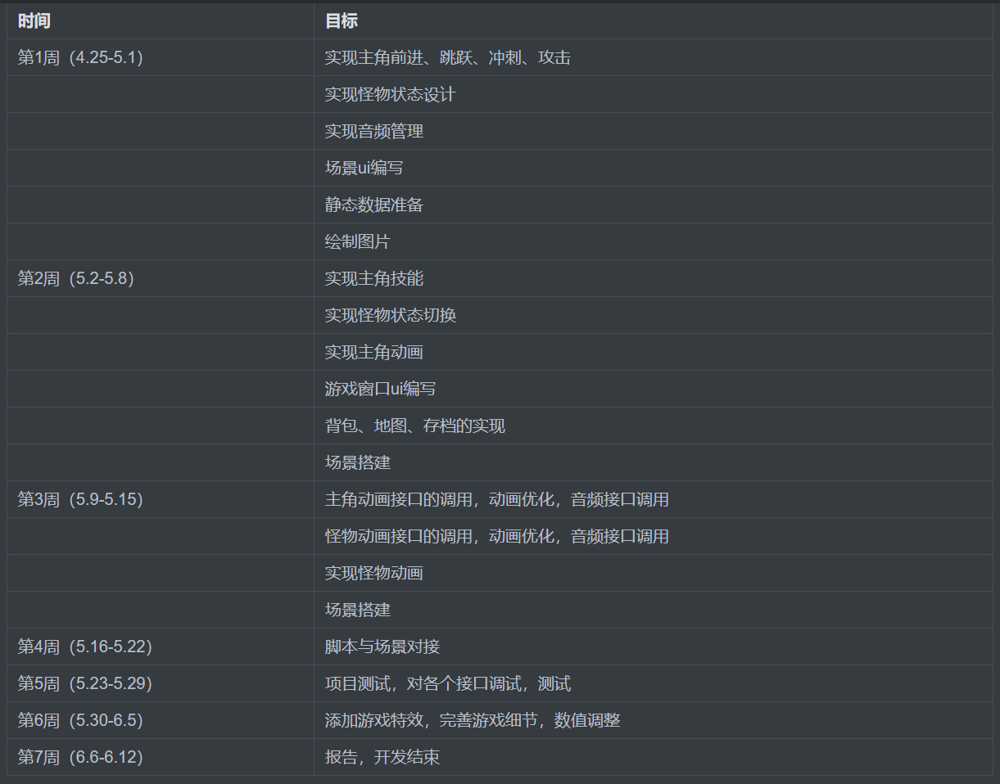 时间 目标
第1周（4.25-5.1） 实现主角前进、跳跃、冲刺、攻击
实现怪物状态设计
实现音频管理
场景ui编写
静态数据准备
绘制图片
第2周（5.2-5.8） 实现主角技能
实现怪物状态切换
实现主角动画
游戏窗口ui编写
背包、地图、存档的实现
场景搭建
第3周（5.9-5.15） 主角动画接口的调用，动画优化，音频接口调用
怪物动画接口的调用，动画优化，音频接口调用
实现怪物动画
场景搭建
第4周（5.16-5.22） 脚本与场景对接
第5周（5.23-5.29） 项目测试，对各个接口调试，测试
第6周（5.30-6.5） 添加游戏特效，完善游戏细节，数值调整
第7周（6.6-6.12） 报告，开发结束